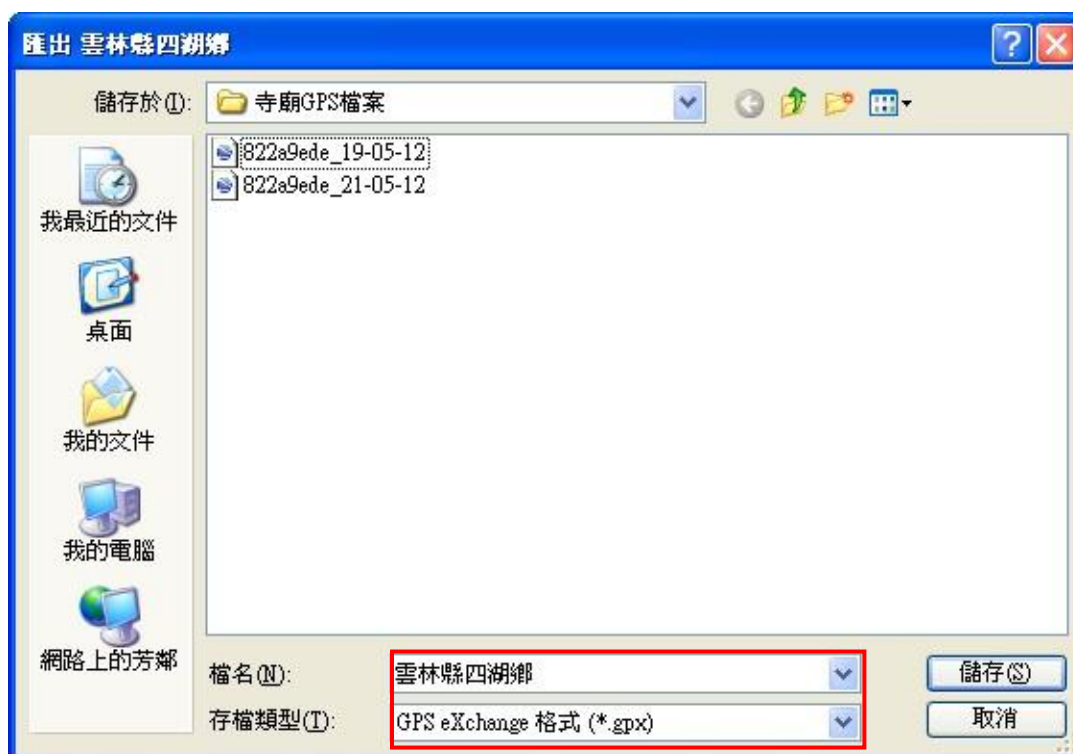 匯出 雲林縣四湖鄉
儲存於(I):
寺廟GPS檔案
822a9ede_19-05-12
822a9ede_21-05-12
我最近的文件
桌面
我的文件
我的電腦
網路上的芳鄰
檔名(N):
雲林縣四湖鄉
儲存(S)
存檔類型(T):
GPS eXchange 格式 (*.gpx)
取消